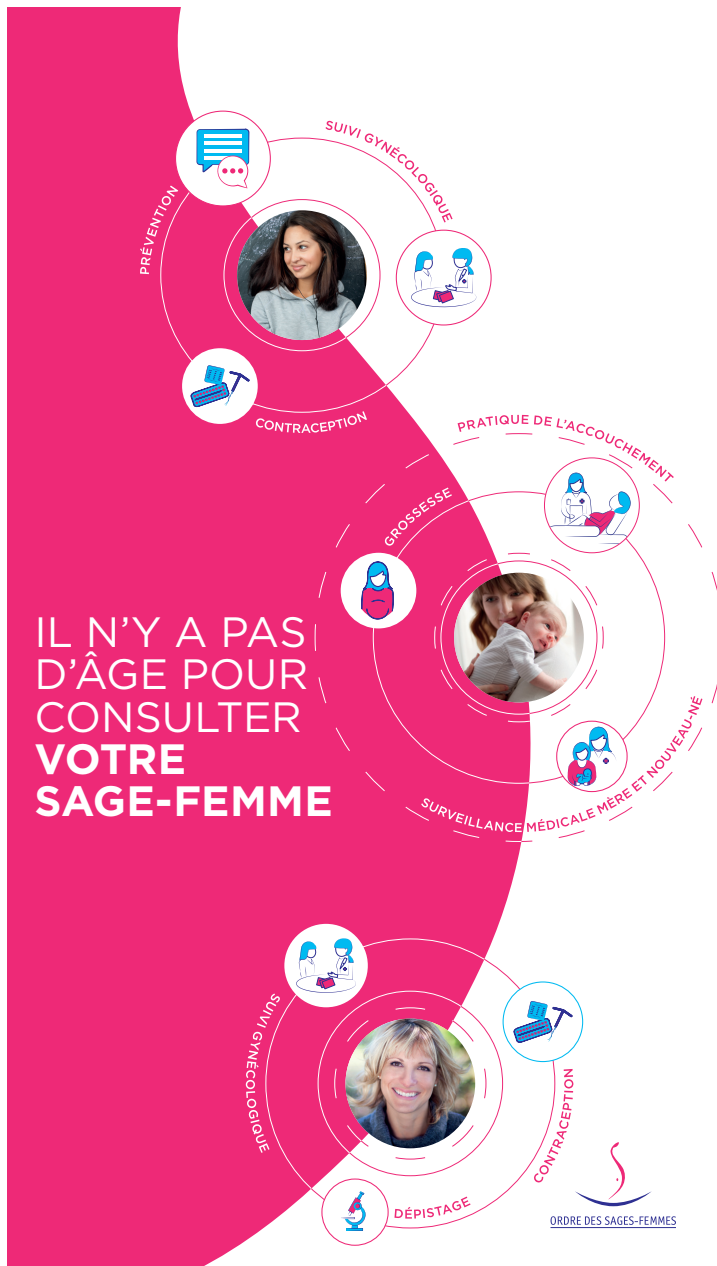 SUIVI GYNÉCOLOGIQUE
PRÉVENTION
CONTRACEPTION
PRATIQUE DE L'ACCOUCHEMENT
GROSSESSE
IL N'Y A PAS
D'ÂGE POUR
CONSULTER
VOTRE
SAGE-FEMME
SURVEILLANCE MÉDICALE MÈRE ET NOUVEAU-NÉ
SUIVI GYNÉCOLOGIQUE
CONTRACEPTION
DÉPISTAGE
ORDRE DES SAGES-FEMMES